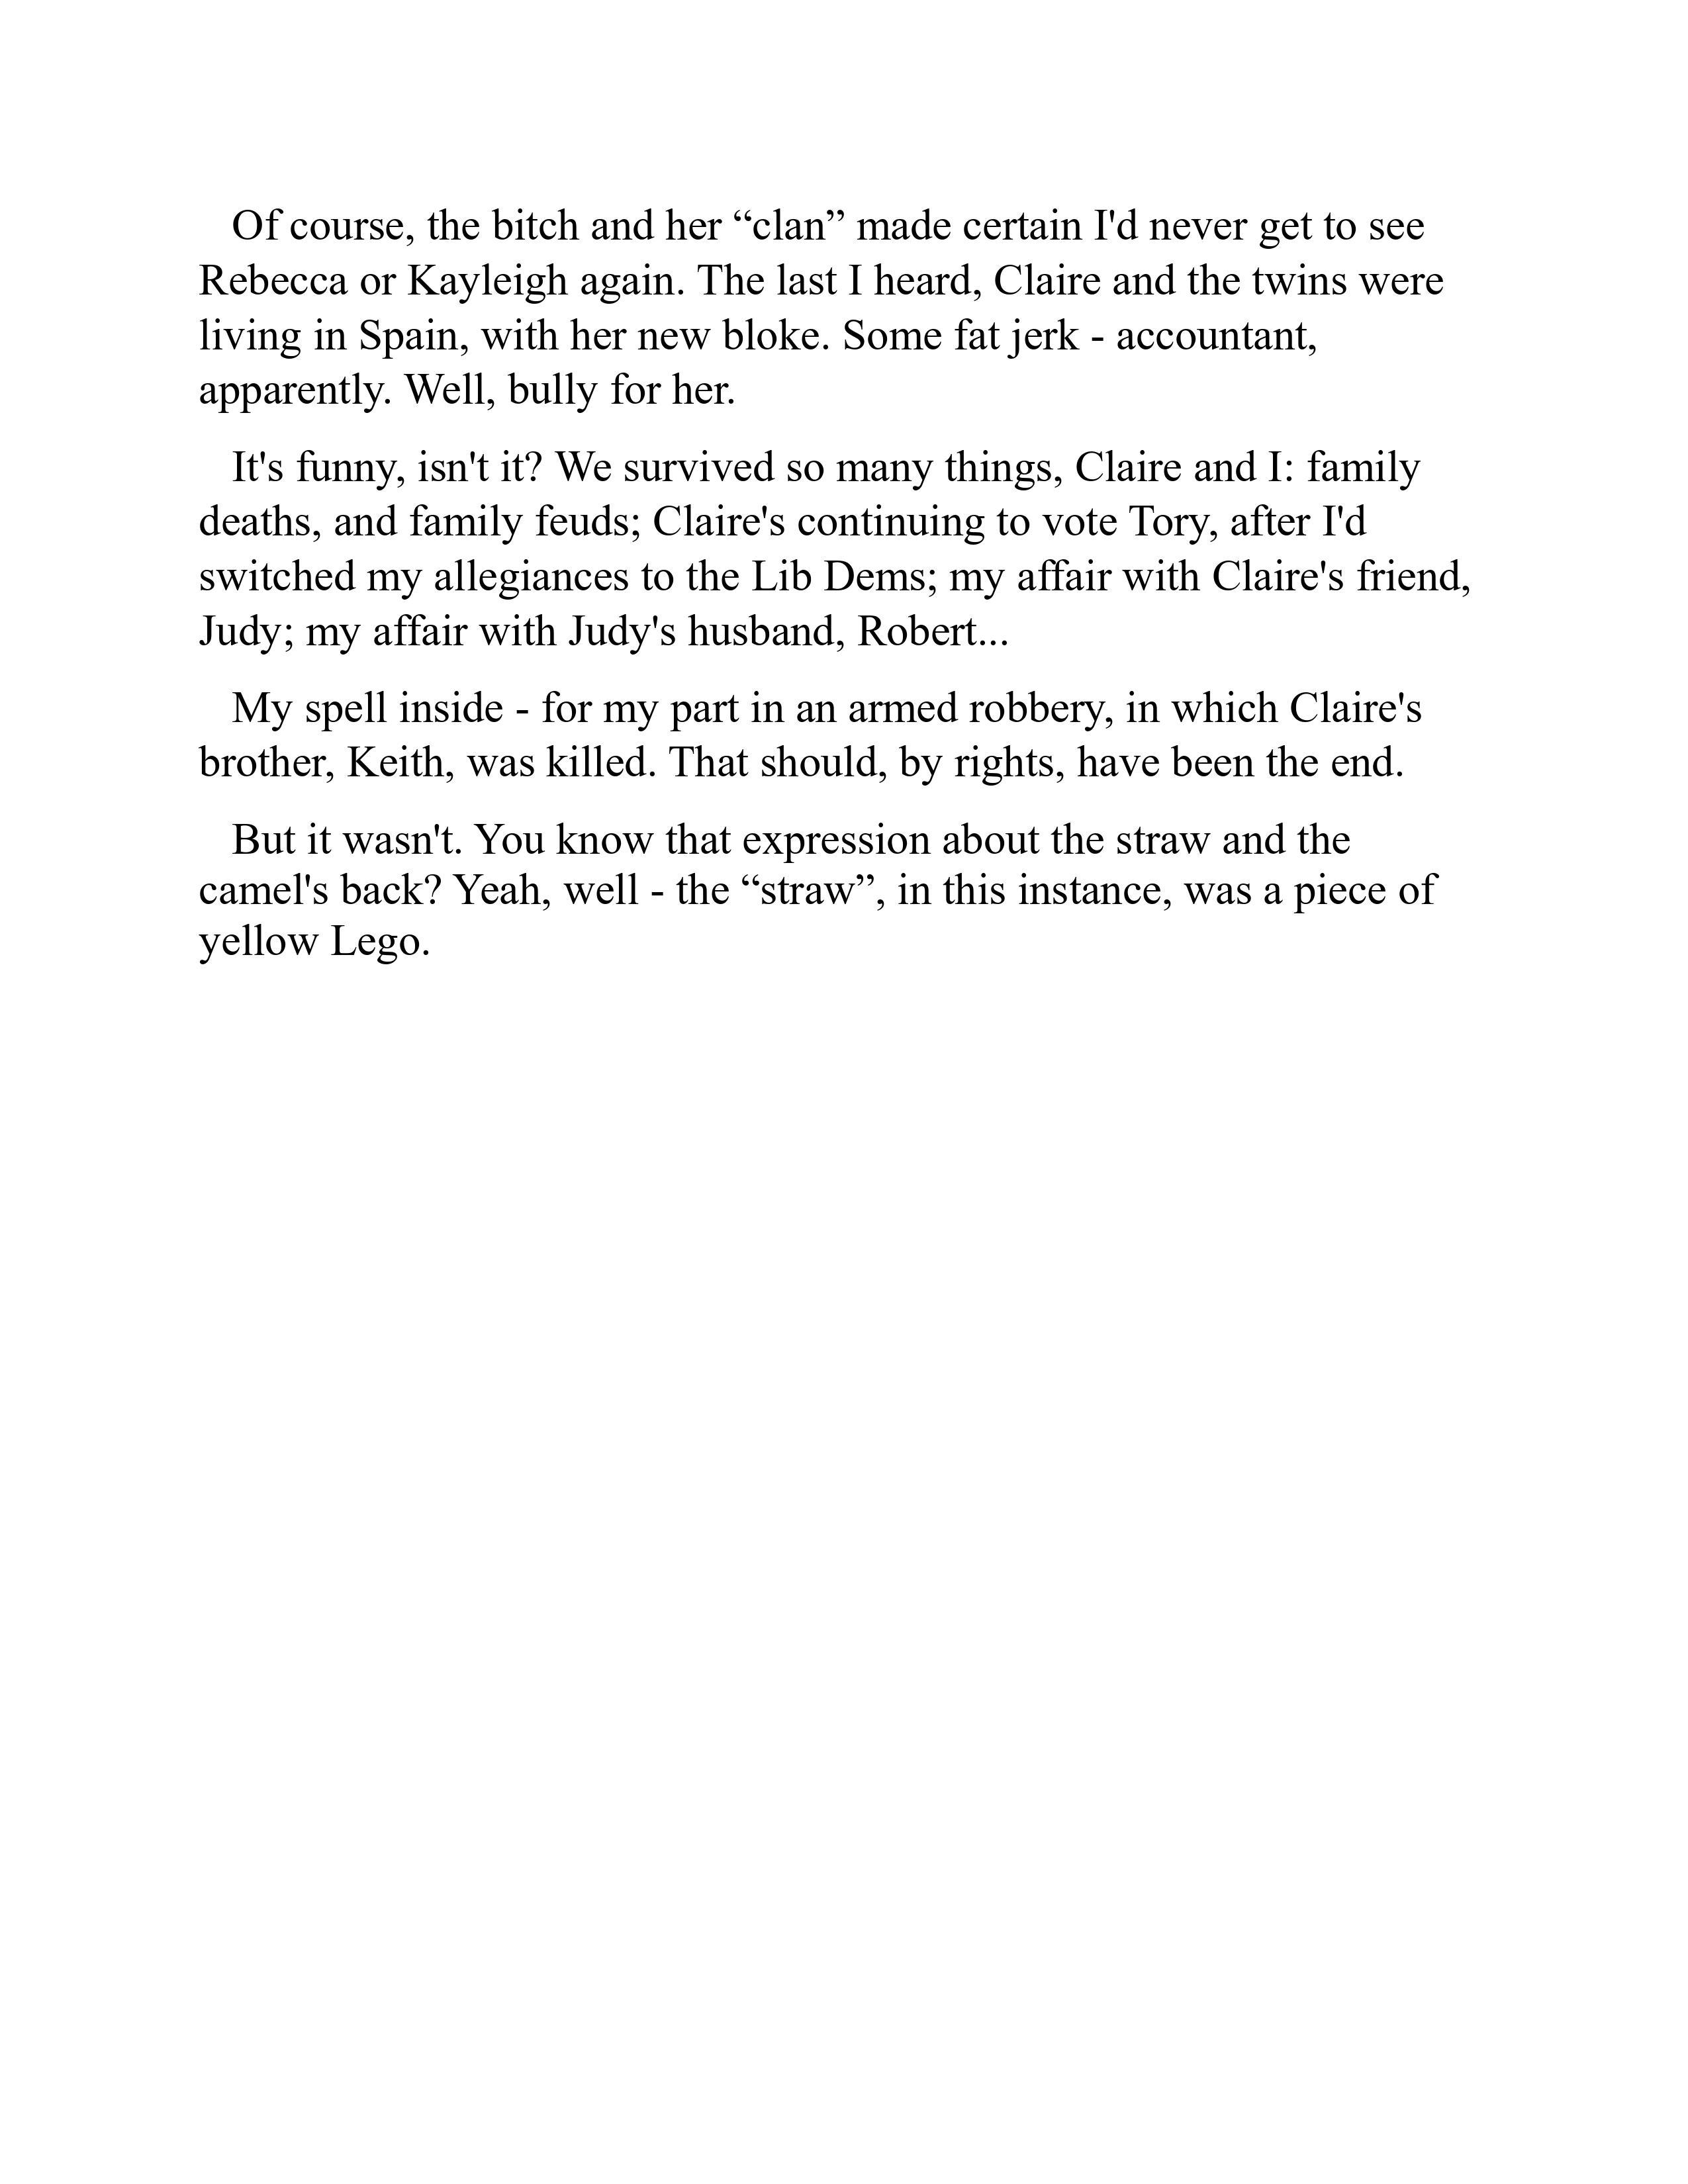 Of course, the bitch and her “clan” made certain I'd never get to see
Rebecca or Kayleigh again. The last I heard, Claire and the twins were
living in Spain, with her new bloke. Some fat jerk - accountant,
apparently. Well, bully for her.
It's funny, isn't it? We survived so many things, Claire and I: family
deaths, and family feuds; Claire's continuing to vote Tory, after I'd
switched my allegiances to the Lib Dems; my affair with Claire's friend,
Judy; my affair with Judy's husband, Robert...
My spell inside - for my part in an armed robbery, in which Claire's
brother, Keith, was killed. That should, by rights, have been the end.
But it wasn't. You know that expression about the straw and the
camel's back? Yeah, well - the “straw”, in this instance, was a piece of
yellow Lego.